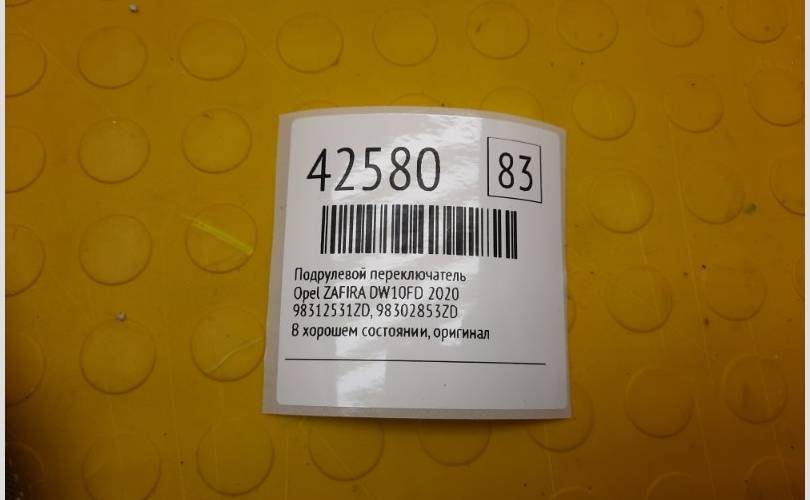 42580 83
Подрулевой переключатель
Opel ZAFIRA DW10FD 2020
98312531ZD, 98302853ZD
В хорошем состоянии, оригинал